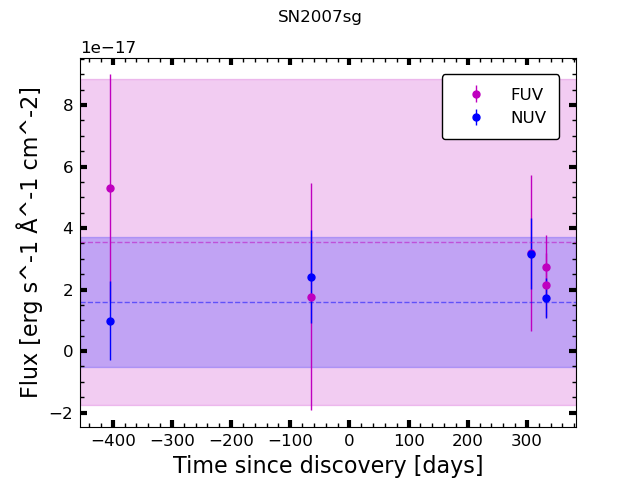 SN2007sg
1e−17
FUV
NUV
8
6
4
2
0
−2
−400
−300
−200
−100
0
100
200
300
Flux [erg s^-1 Å^-1 cm^-2]
Time since discovery [days]